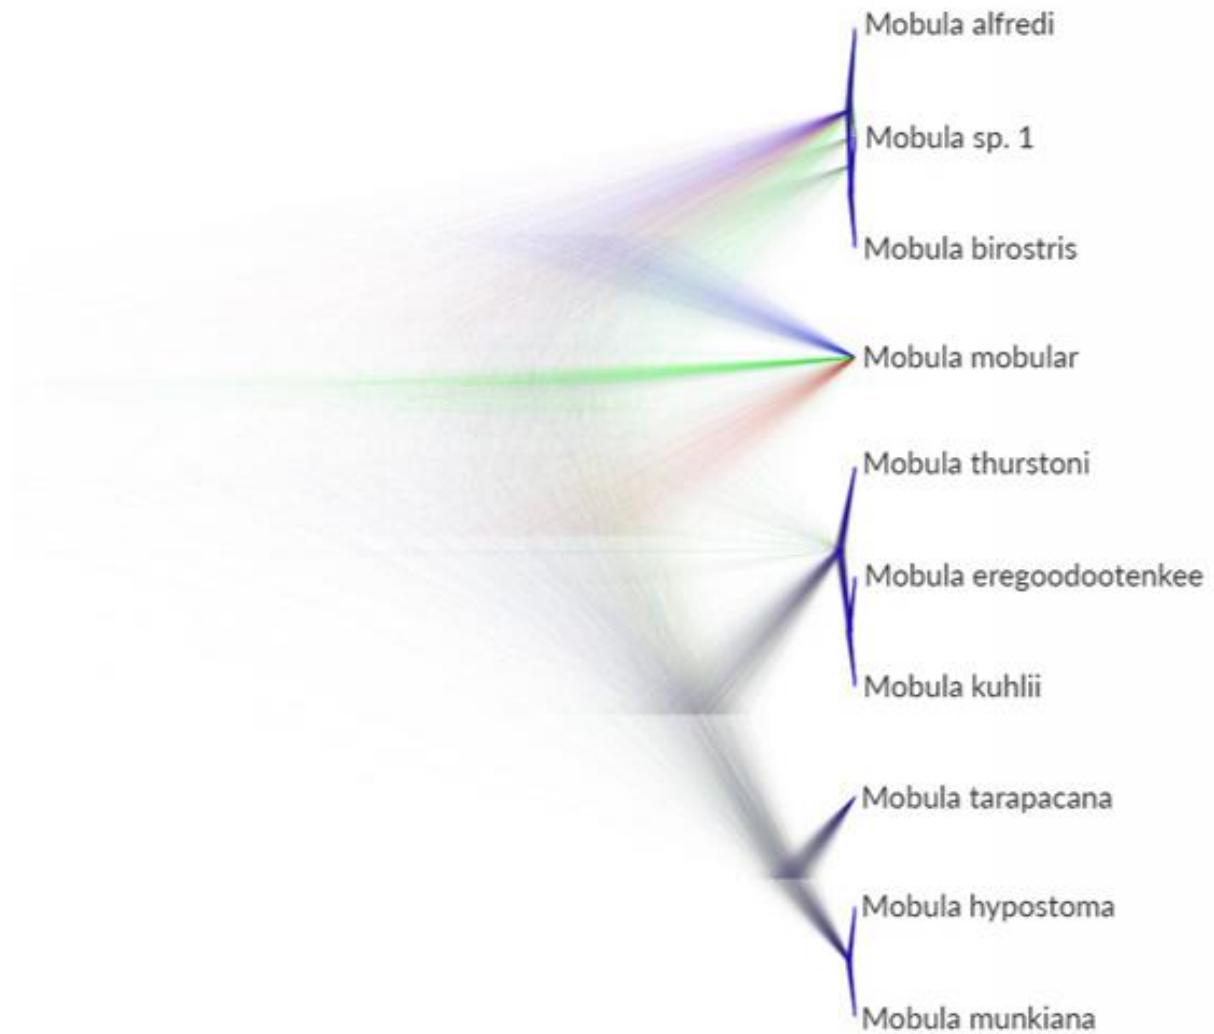 Mobula alfredi
Mobula sp. 1
Mobula birostris
Mobula mobular
Mobula thurstoni
Mobula eregoodootenkee
Mobula kuhlii
Mobula tarapacana
Mobula hypostoma
Mobula munkiana